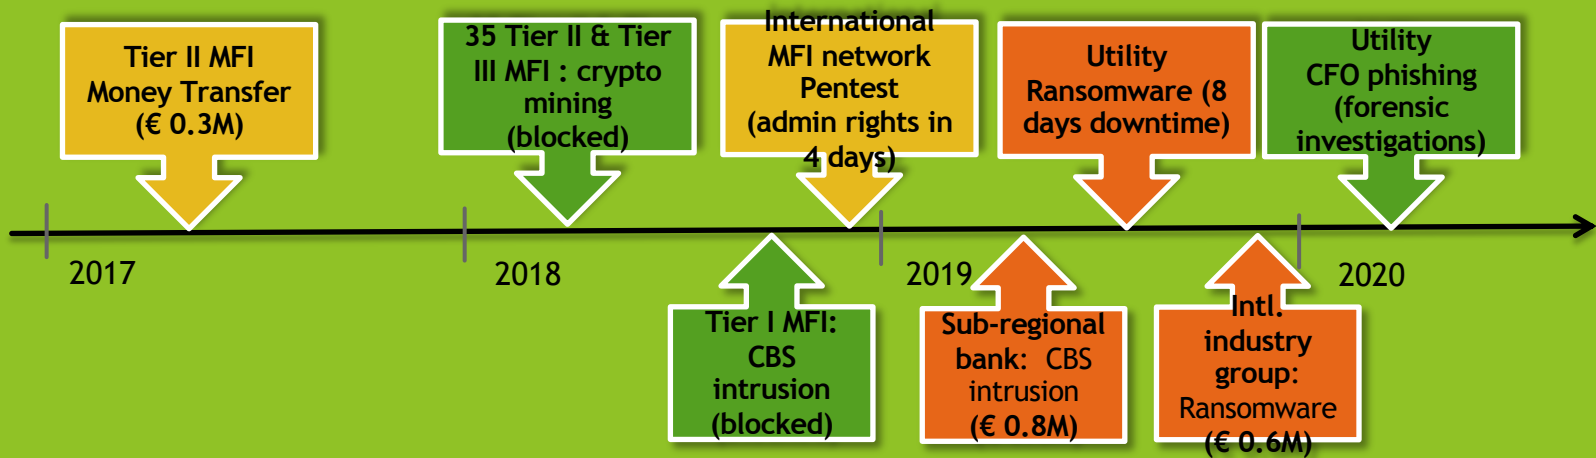 Tier II MFI
Money Transfer
(€ 0.3M)
35 Tier II & Tier
III MFI : crypto
mining
(blocked)
International
MFI network
Pentest
(admin rights in
4 days)
Utility
Ransomware (8
days downtime)
Utility
CFO phishing
(forensic
investigations)
2017
2018
2019
2020
Tier I MFI:
CBS
intrusion
(blocked)
Sub-regional
bank: CBS
intrusion
(€ 0.8M)
Intl.
industry
group:
Ransomware
(€ 0.6M)